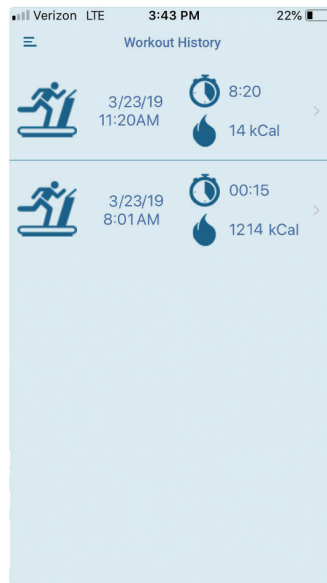 Verizon LTE 3:43 PM 22%
Workout History
3/23/19 8:20
11:20AM 14 kCal
3/23/19 00:15
8:01AM 1214 kCal